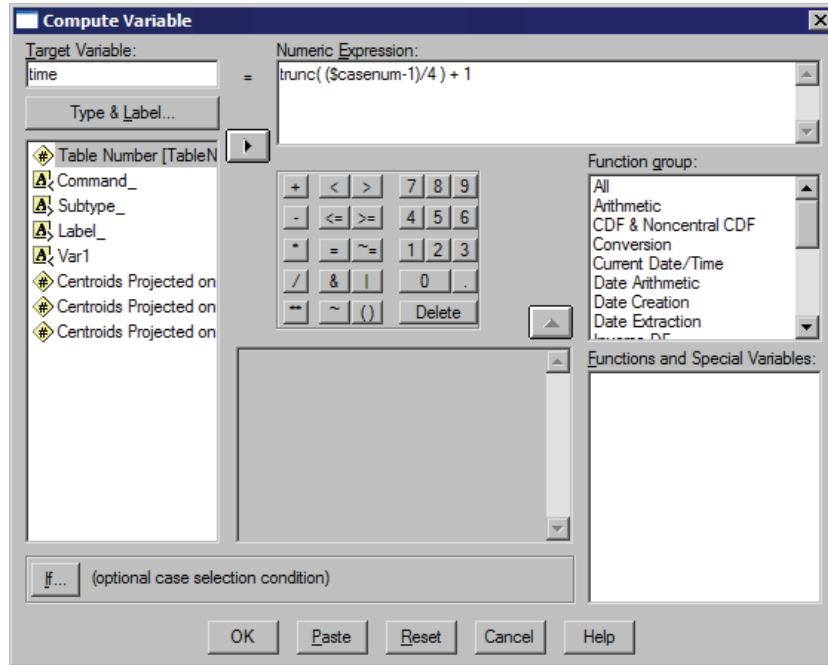 Compute Variable
Target Variable:
time
=
Numeric Expression:
trunc( ($casenum-1)/4 ) + 1
Type & Label...
Table Number [TableN
Command_
Subtype_
Label_
Var1
Centroids Projected on
Centroids Projected on
Centroids Projected on
+ < > 7 8 9
- <= >= 4 5 6
* = ~= 1 2 3
/ & | 0 .
** ~ () Delete
Function group:
All
Arithmetic
CDF & Noncentral CDF
Conversion
Current Date/Time
Date Arithmetic
Date Creation
Date Extraction
Functions and Special Variables:
If... (optional case selection condition)
OK Paste Reset Cancel Help